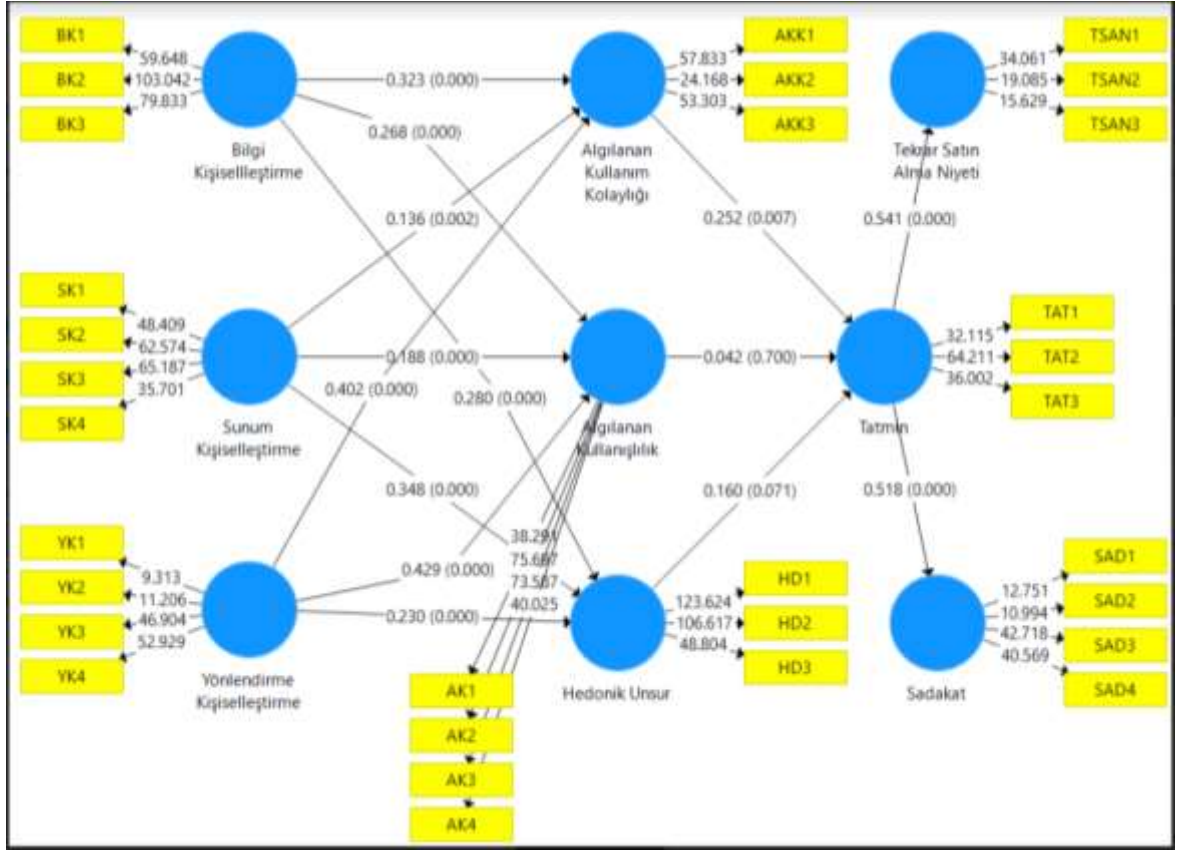 BK1
BK2
BK3
59.648
103.042
79.833
Bilgi
Kişisellleştirme
0.323 (0.000)
0.268 (0.000)
AKK1
AKK2
AKK3
57.833
24.168
53.303
Algılanan
Kullanım
Kolaylığı
TSAN1
TSAN2
TSAN3
34.061
19.085
15.629
Tekrar Satın
Alma Niyeti
0.136 (0.002)
0.252 (0.007)
0.541 (0.000)
SK1
SK2
SK3
SK4
48.409
62.574
65.187
35.701
Sunum
Kişiselleştirme
0.188 (0.000)
0.402 (0.000)
0.280 (0.000)
Algılanan
Kullanışlılık
0.042 (0.700)
Tatmin
TAT1
TAT2
TAT3
32.115
64.211
36.002
0.348 (0.000)
0.160 (0.071)
0.518 (0.000)
YK1
YK2
YK3
YK4
9.313
11.206
46.904
52.929
Yönlendirme
Kişiselleştirme
0.429 (0.000)
0.230 (0.000)
38.291
40.025
AK1
AK2
AK3
AK4
HD1
HD2
HD3
123.624
106.617
48.804
Hedonik Unsur
SAD1
SAD2
SAD3
SAD4
12.751
10.994
42.718
40.569
Sadakat